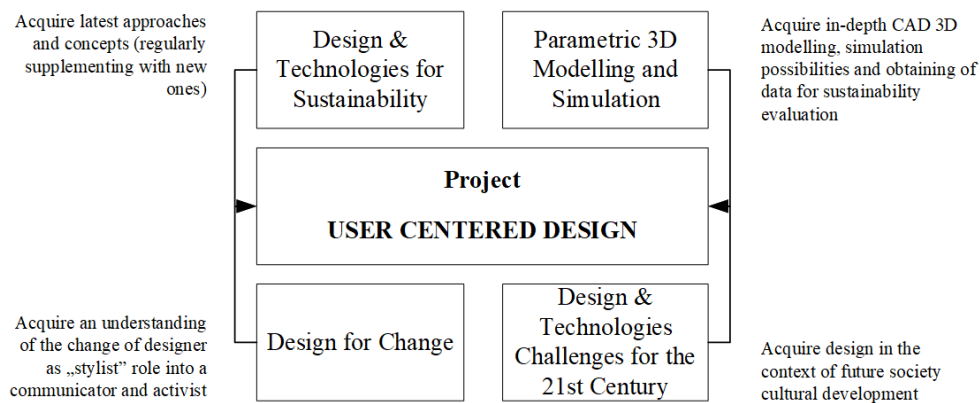 Acquire latest approaches
and concepts (regularly
supplementing with new
ones)
Design &
Technologies for
Sustainability
Parametric 3D
Modelling and
Simulation
Acquire in-depth CAD 3D
modelling, simulation
possibilities and obtaining of
data for sustainability
evaluation
Project
USER CENTERED DESIGN
Acquire an understanding
of the change of designer
as „stylist” role into a
communicator and activist
Design for Change
Design &
Technologies
Challenges for the
21st Century
Acquire design in the
context of future society
cultural development